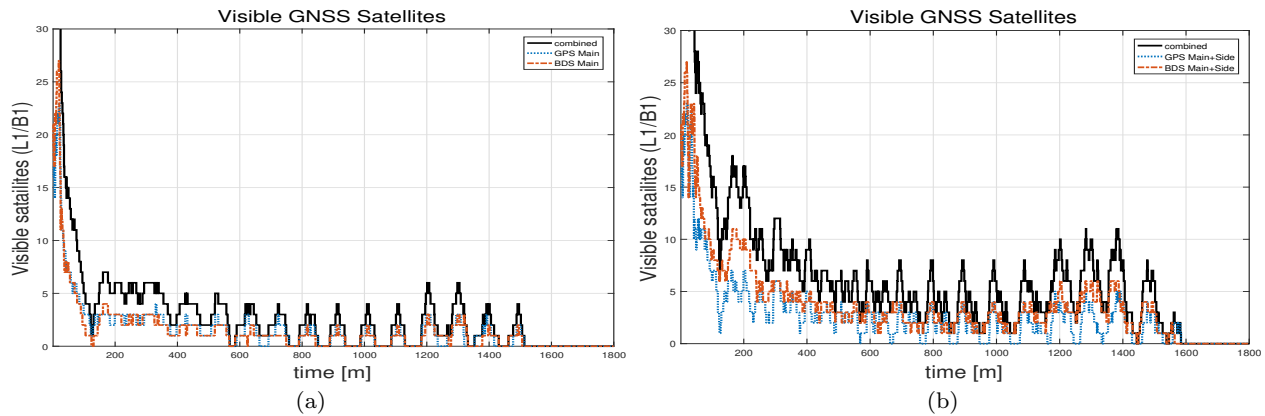 Visible GNSS Satellites
Visible satailites (L1/B1)
30
25
20
15
10
5
0
combined
GPS Main
BDS Main
200 400 600 800 1000 1200 1400 1600 1800
time [m]
(a)
Visible GNSS Satellites
Visible satailites (L1/B1)
30
25
20
15
10
5
0
combined
GPS Main+Side
BDS Main+Side
200 400 600 800 1000 1200 1400 1600 1800
time [m]
(b)